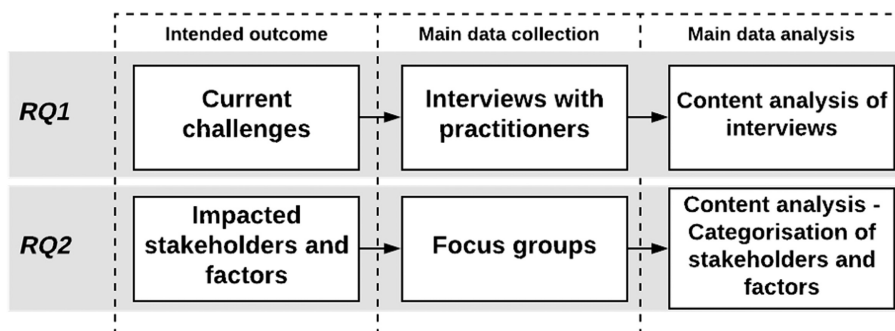 Intended outcome
Main data collection
Main data analysis
RQ1
Current
challenges
Interviews with
practitioners
Content analysis of
interviews
RQ2
Impacted
stakeholders and
factors
Focus groups
Content analysis -
Categorisation of
stakeholders and
factors